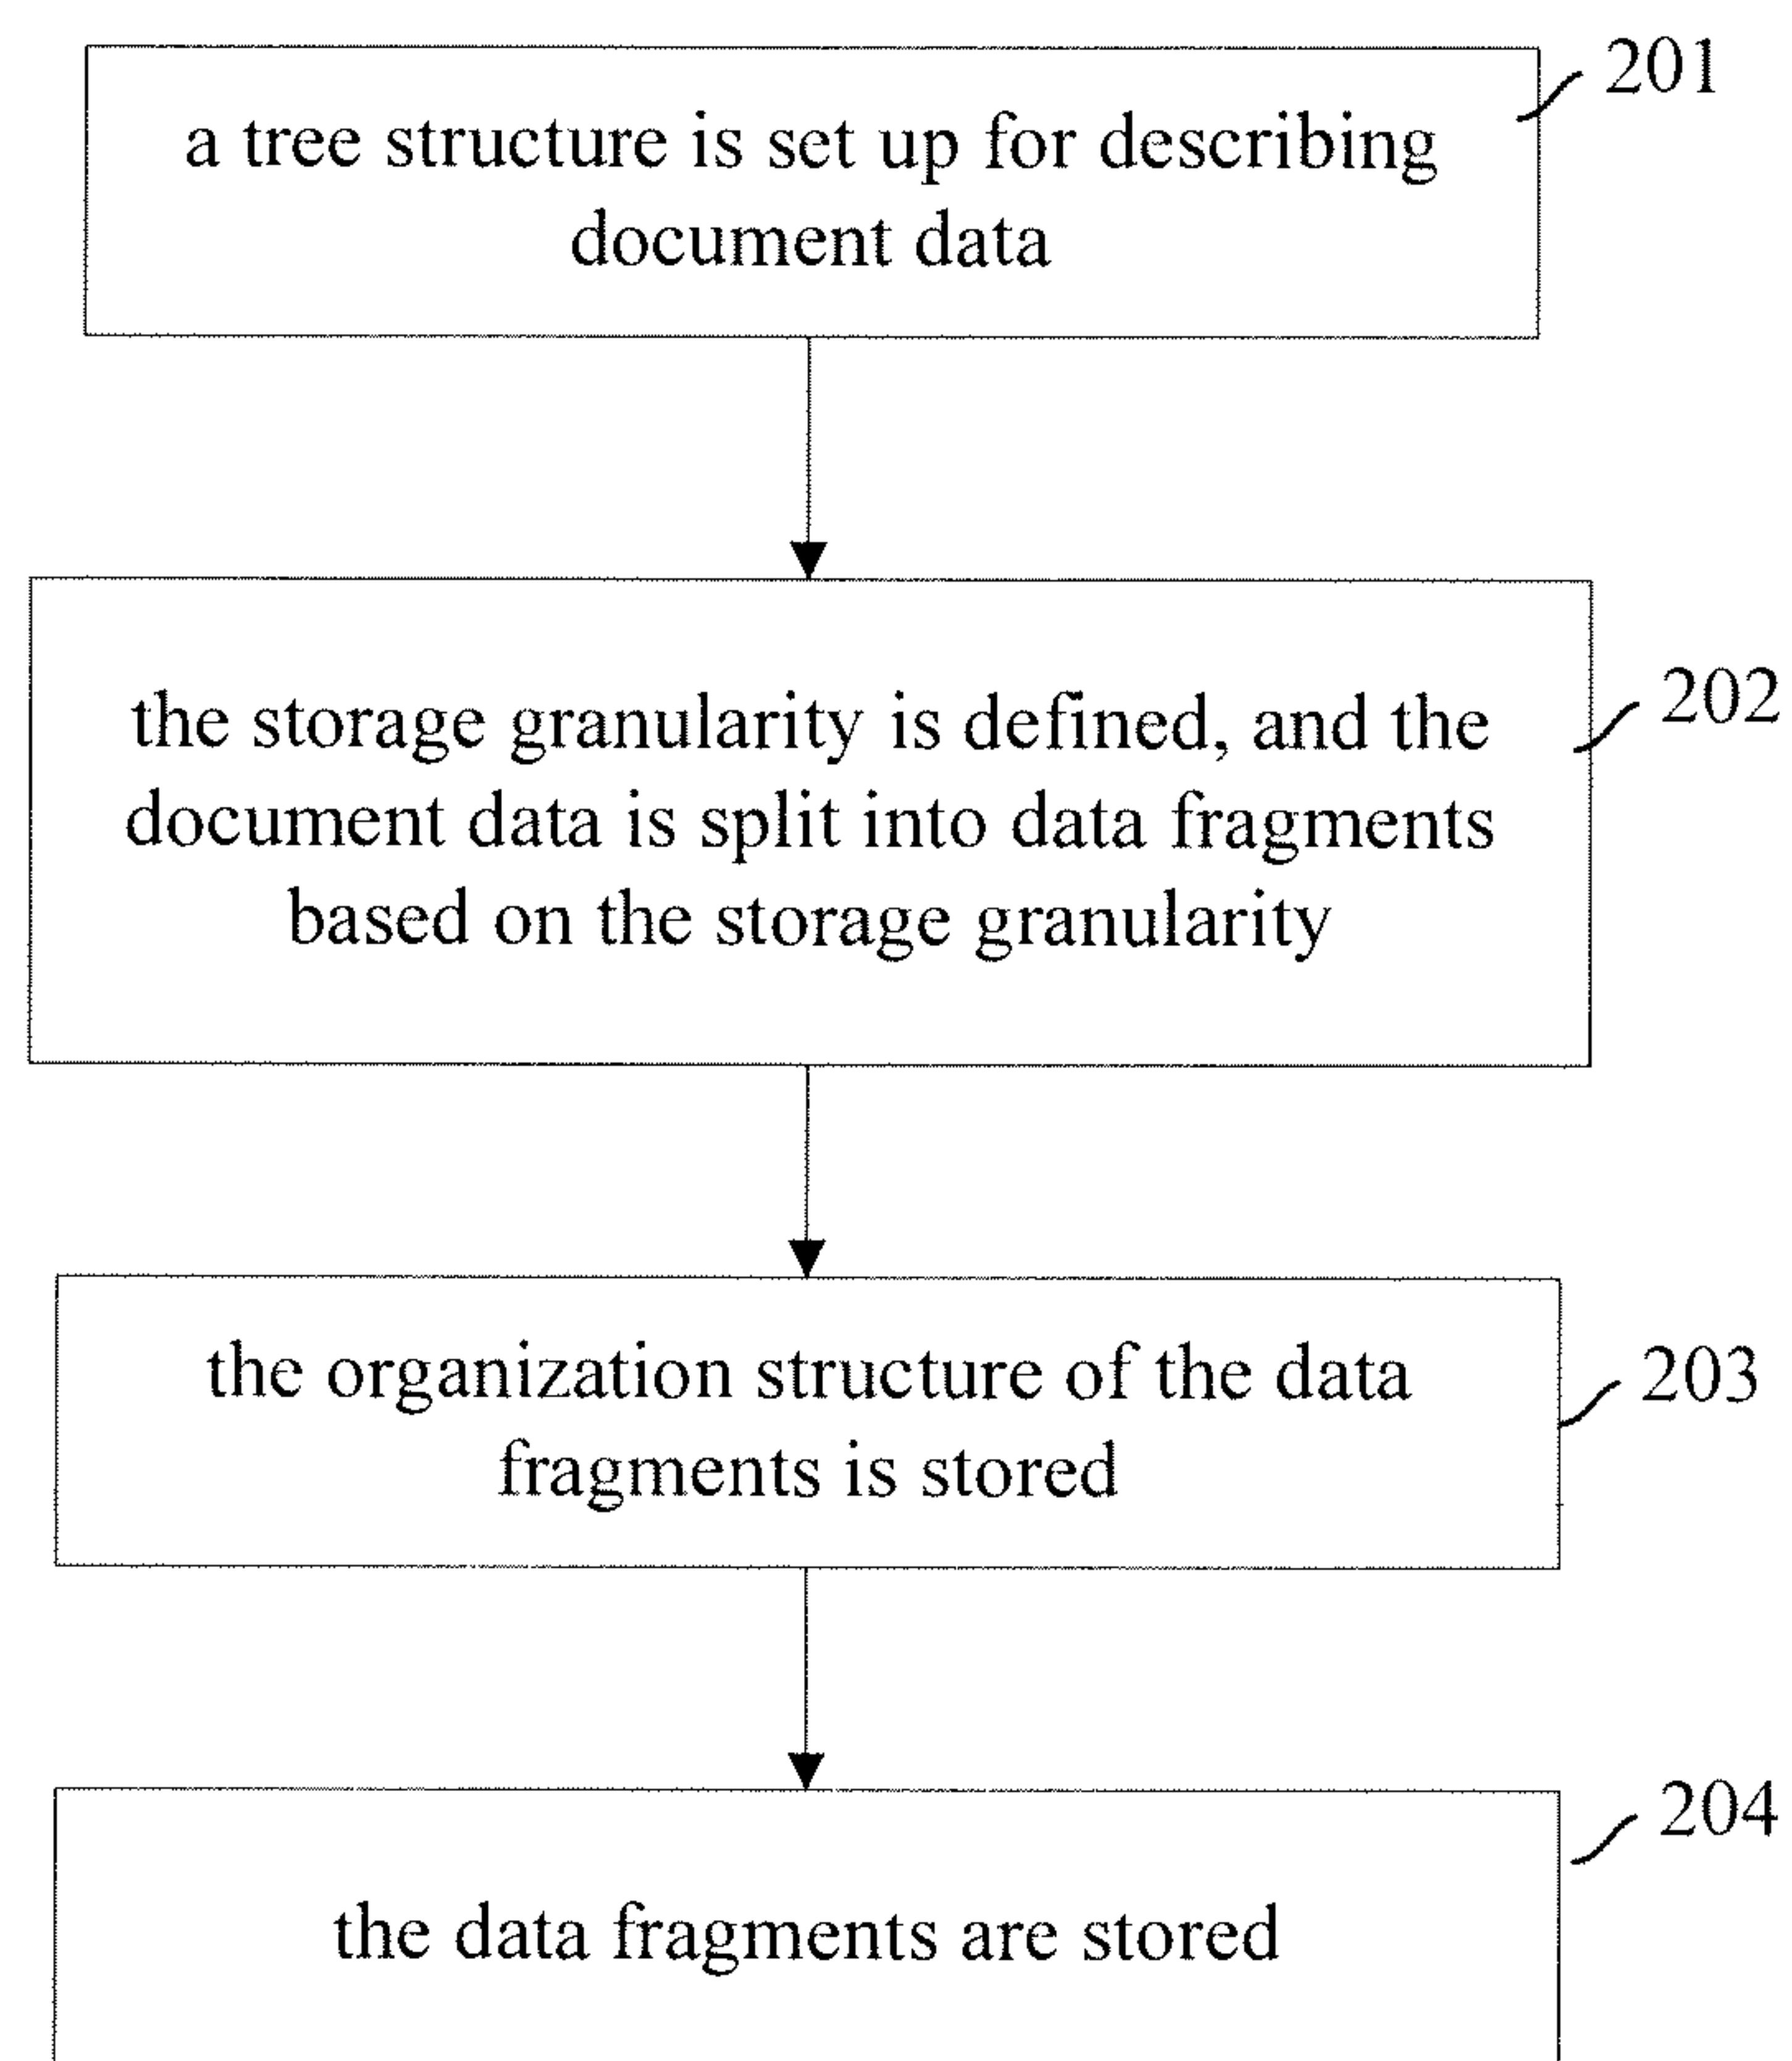 201
a tree structure is set up for describing
document data
202
the storage granularity is defined, and the
document data is split into data fragments
based on the storage granularity
203
the organization structure of the data
fragments is stored
204
the data fragments are stored